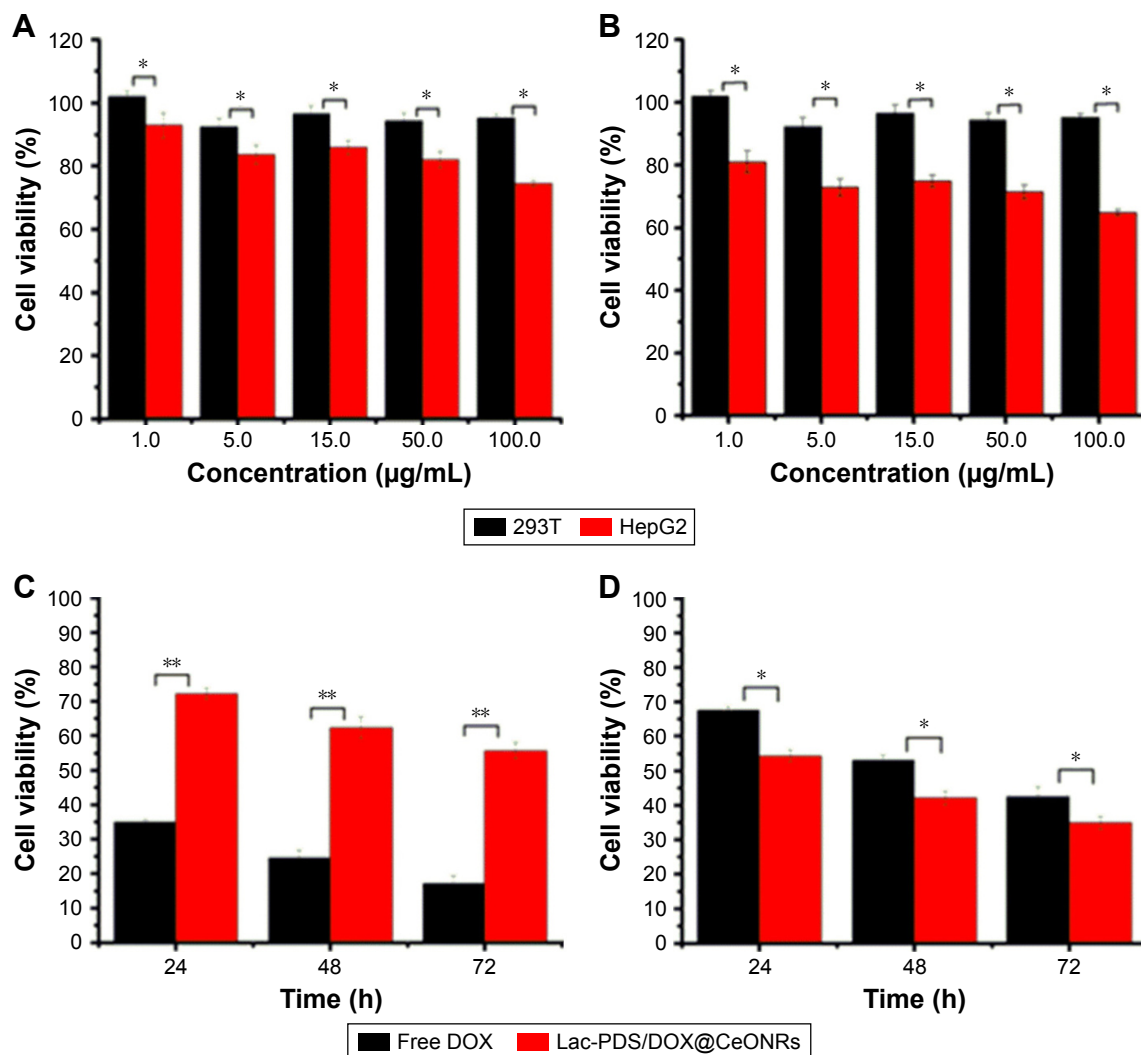 A
120
100
80
60
40
20
0
Cell viability (%)
*
*
*
*
*
1.0 5.0 15.0 50.0 100.0
Concentration (µg/mL)
B
120
100
80
60
40
20
0
Cell viability (%)
*
*
*
*
*
1.0 5.0 15.0 50.0 100.0
Concentration (µg/mL)
293T HepG2
C
100
90
80
70
60
50
40
30
20
10
0
Cell viability (%)
**
**
**
24 48 72
Time (h)
D
100
90
80
70
60
50
40
30
20
10
0
Cell viability (%)
*
*
*
24 48 72
Time (h)
Free DOX Lac-PDS/DOX@CeONRs